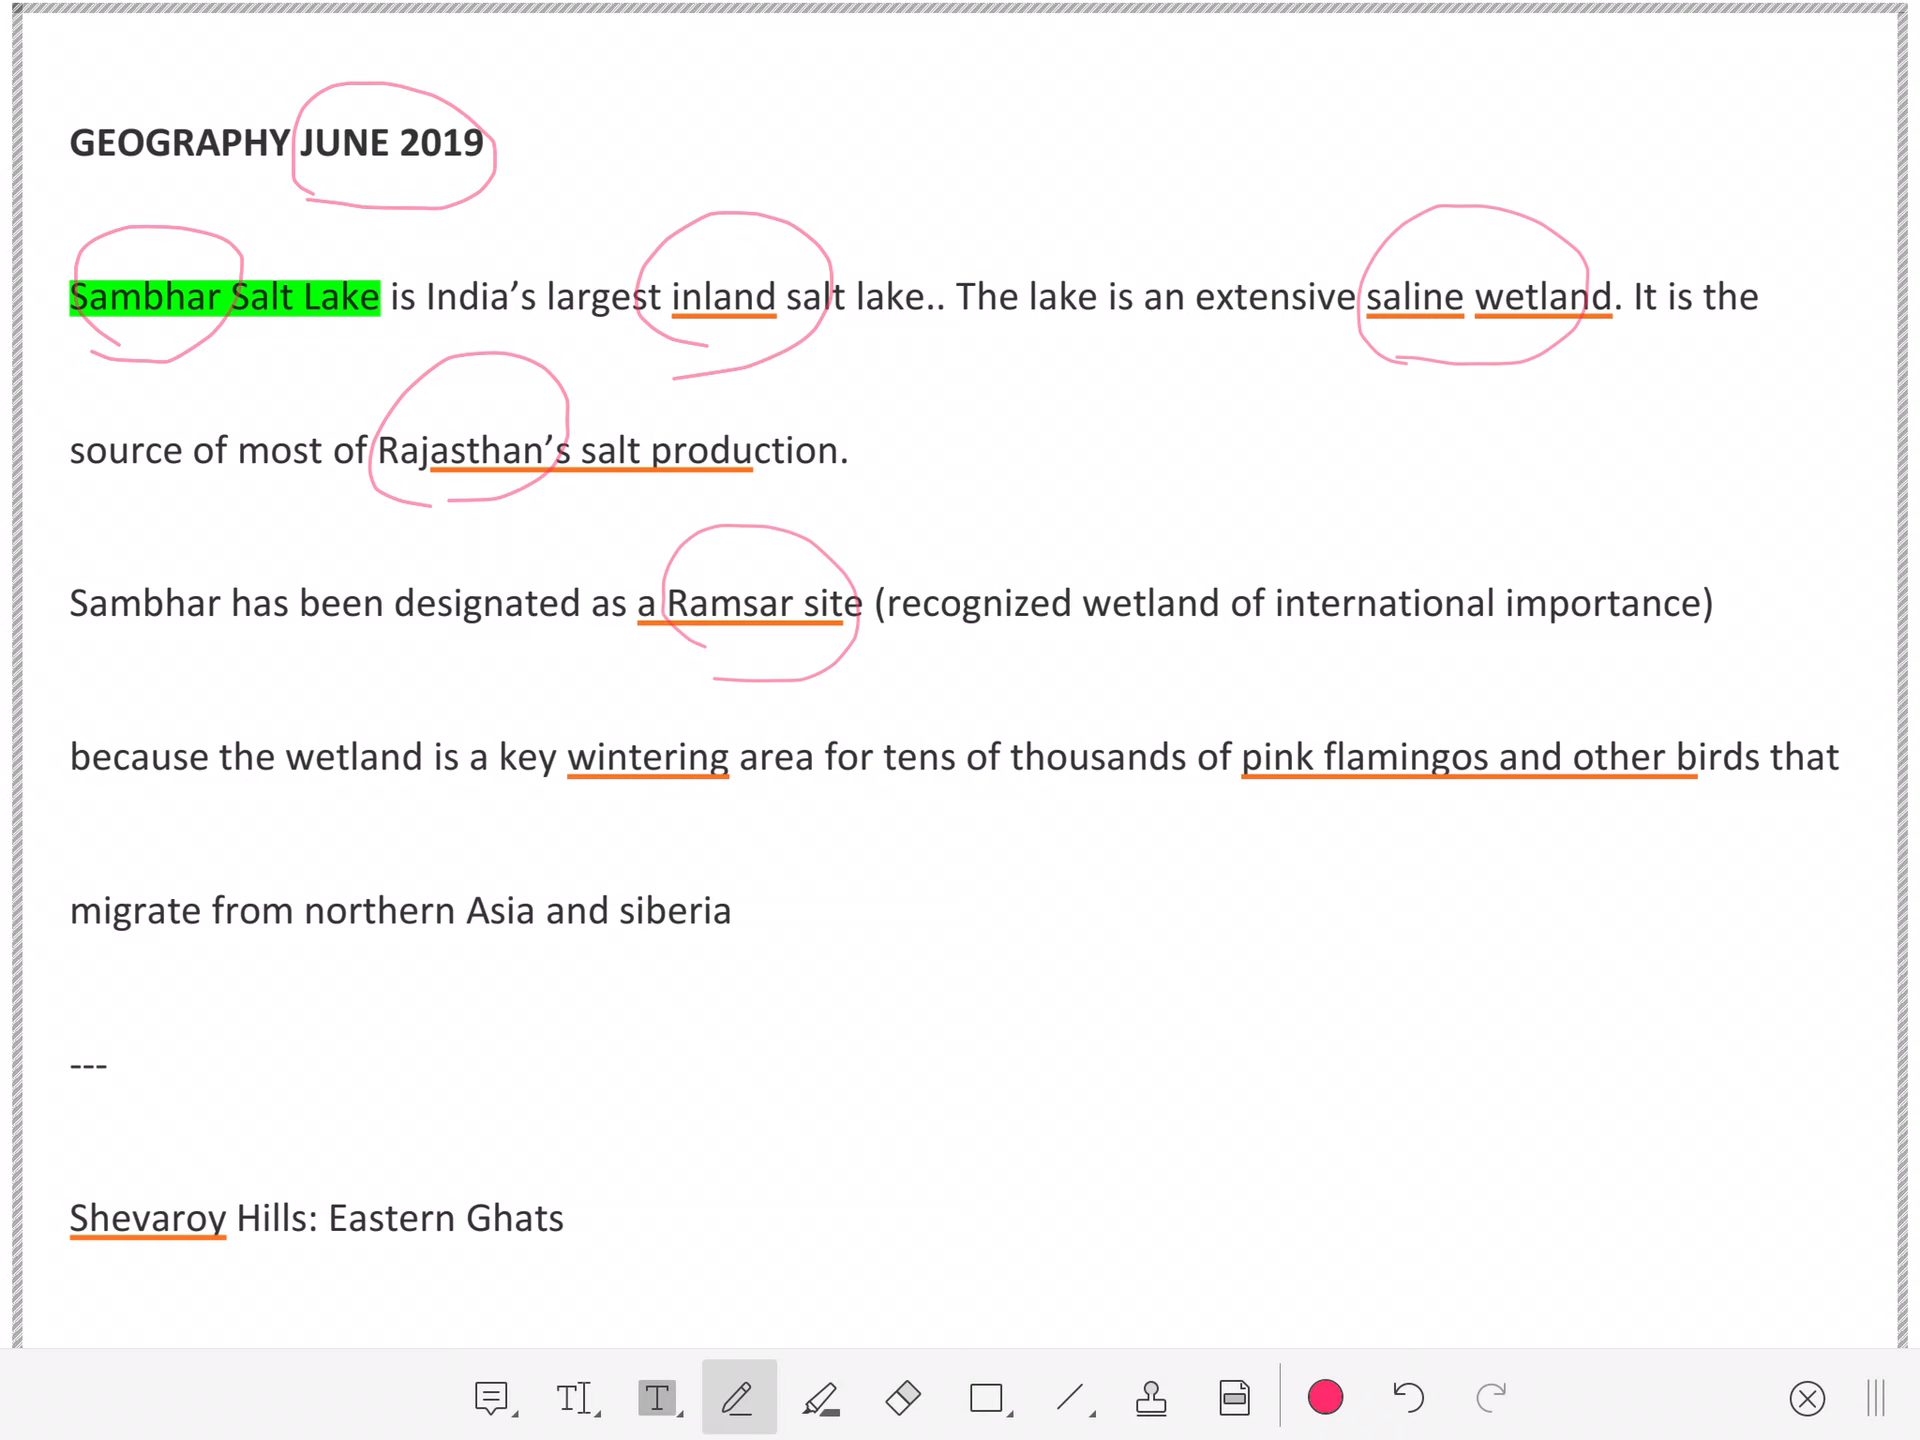 GEOGRAPHY JUNE 2019
Sambhar Salt Lake is India’s largest inland salt lake.. The lake is an extensive saline wetland. It is the
source of most of Rajasthan’s salt production.
Sambhar has been designated as a Ramsar site (recognized wetland of international importance)
because the wetland is a key wintering area for tens of thousands of pink flamingos and other birds that
migrate from northern Asia and siberia
---
Shevaroy Hills: Eastern Ghats